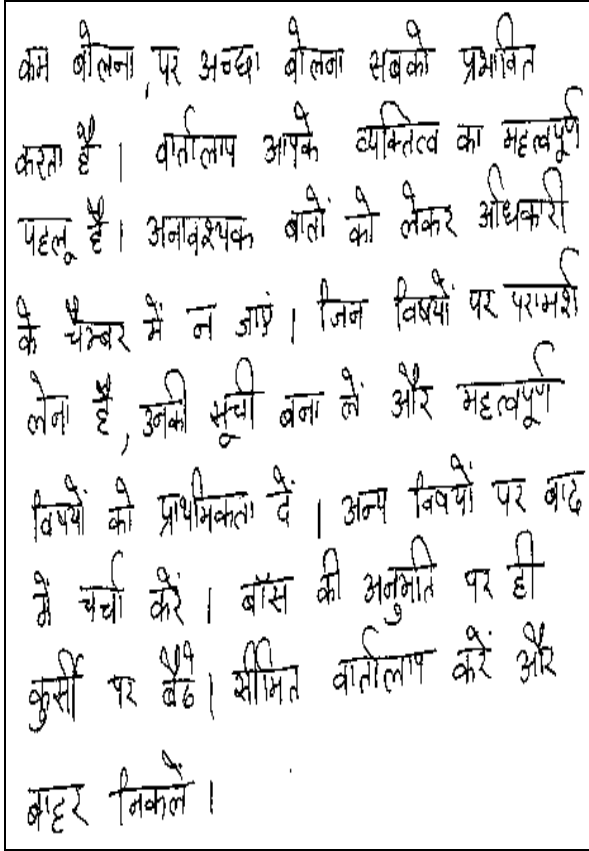 कम बोलना, पर अच्छा बोलना सबको प्रभावित
करता है । वार्तालाप आपके व्यक्तित्व का महत्वपूर्ण
पहलू है । अनावश्यक बातों को लेकर अधिकारी
के चैम्बर में न जाएं । जिन विषयों पर परामर्श
लेना है, उनकी सूची बना लें और महत्वपूर्ण
विषयों को प्राथमिकता दें । अन्य विषयों पर बाद
में चर्चा करें । बॉस की अनुमति पर ही
कुर्सी पर बैठें । सीमित वार्तालाप करें और
बाहर निकलें ।